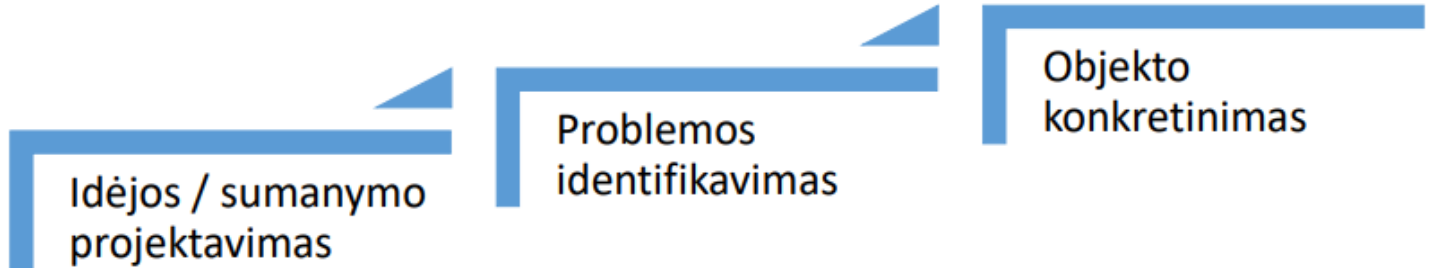 Idėjos / sumanymo
projektavimas
Problemos
identifikavimas
Objekto
konkretinimas